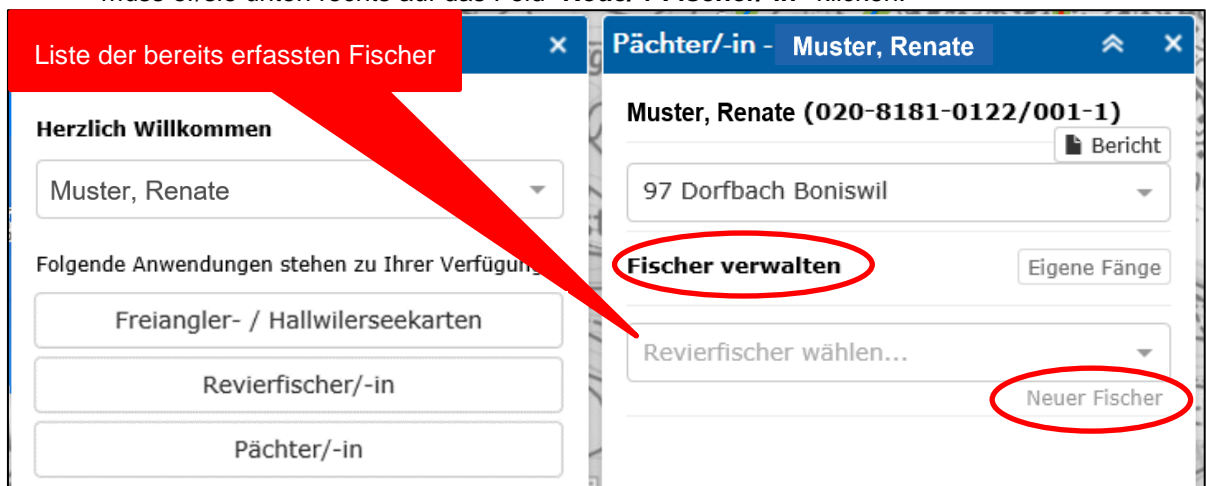 Liste der bereits erfassten Fischer
Herzlich Willkommen
Muster, Renate
Folgende Anwendungen stehen zu Ihrer Verfügung
Freiangler- / Hallwilerseekarten
Revierfischer/-in
Pächter/-in
Pächter/-in - Muster, Renate
Muster, Renate (020-8181-0122/001-1)
Bericht
97 Dorfbach Boniswil
Fischer verwalten
Eigene Fänge
Revierfischer wählen...
Neuer Fischer